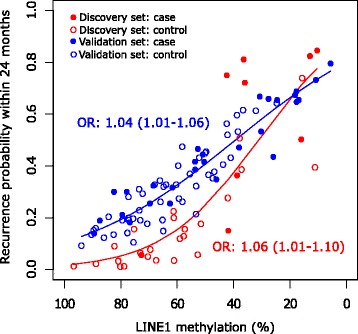 Discovery set: case
Discovery set: control
Validation set: case
Validation set: control
OR: 1.04 (1.01-1.06)
OR: 1.06 (1.01-1.10)
Recurrence probability within 24 months
1.0
0.8
0.6
0.4
0.2
0.0
100 80 60 40 20 0
LINE1 methylation (%)